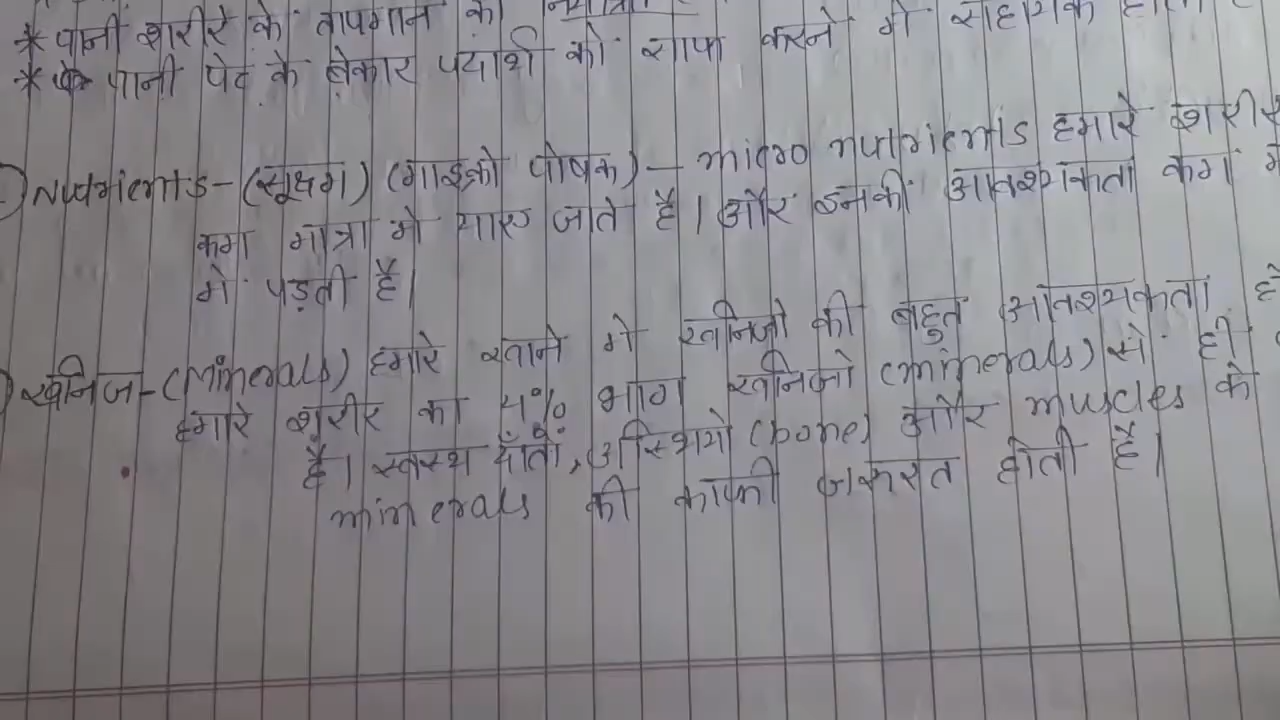 * पानी शरीर के तापमान को
* पानी पेट के बेकार पदार्थो को साफ करने मे सहायक
Nutrients - (सूक्षम) (माइक्रो पोषक) - micro nutrients हमारे शरीर
कम मात्रा मे पाए जाते है। और इनकी आवश्यकता कम
मे पड़ती है।
खनिज - (Minerals) हमारे खाने मे खनिजो की बहुत आवश्यकता
हमारे शरीर का 4% भाग खनिजो (minerals) से ही
है। स्वस्थ दाँतो, अस्थियो (bone) और muscles को
minerals की काफी जरूरत होती है।